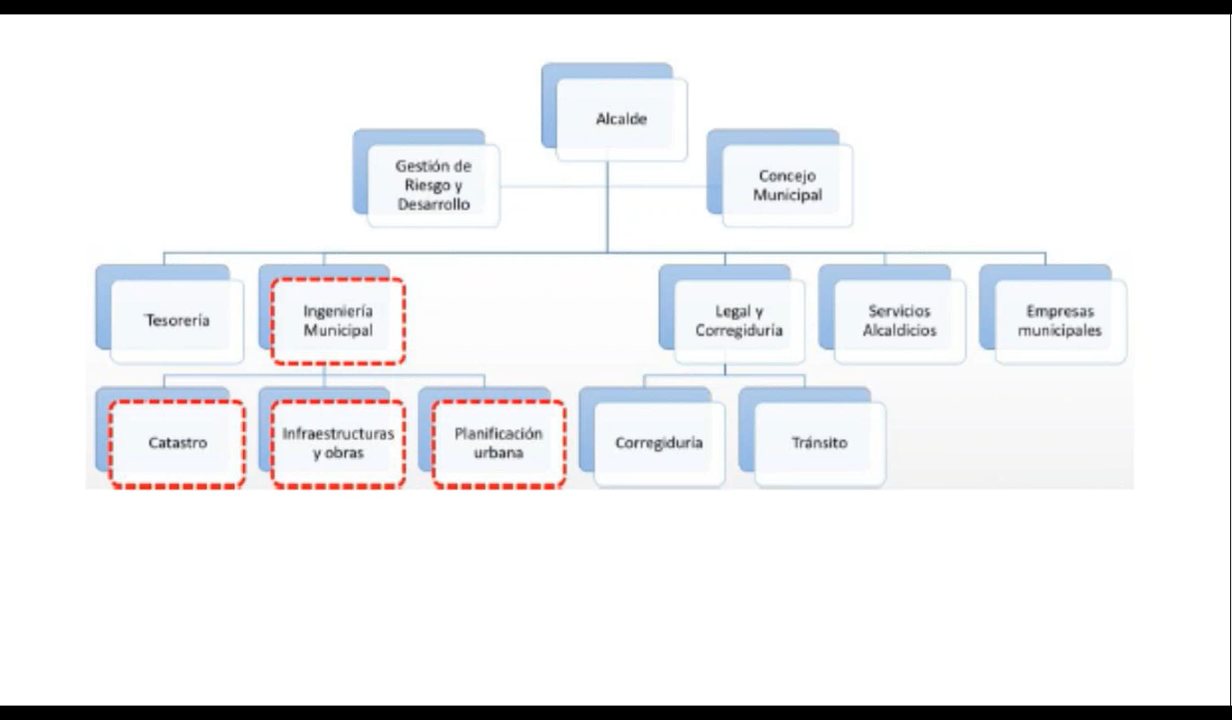 Alcalde
Gestión de
Riesgo y
Desarrollo
Concejo
Municipal
Tesorería
Ingeniería
Municipal
Legal y
Corregiduría
Servicios
Alcaldicios
Empresas
municipales
Catastro
Infraestructuras
y obras
Planificación
urbana
Corregiduría
Tránsito